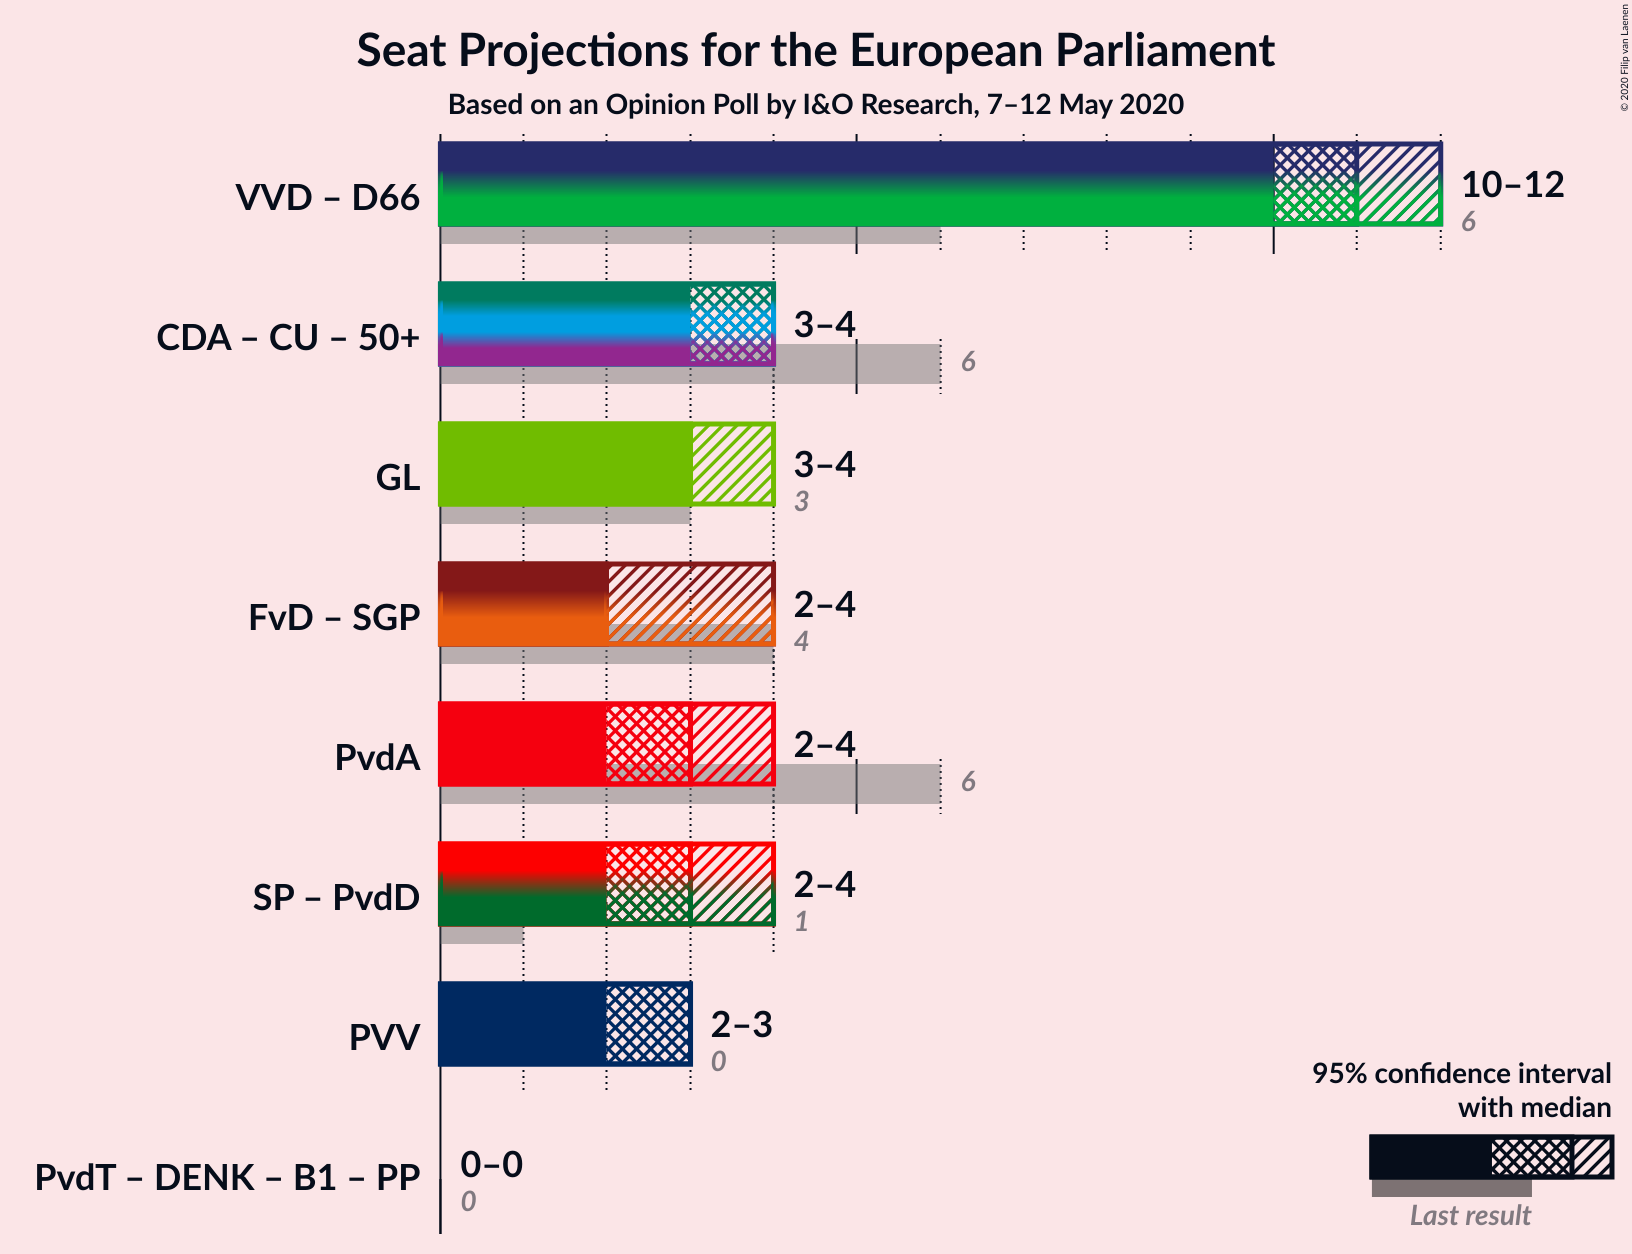 Seat Projections for the European Parliament
Based on an Opinion Poll by I&O Research, 7–12 May 2020
© 2020 Filip van Laenen
VVD – D66
10–12
6
CDA – CU – 50+
3–4
6
GL
3–4
3
FvD – SGP
2–4
4
PvdA
2–4
6
SP – PvdD
2–4
1
PVV
2–3
0
PvdT – DENK – B1 – PP
0–0
0
95% confidence interval
with median
Last result